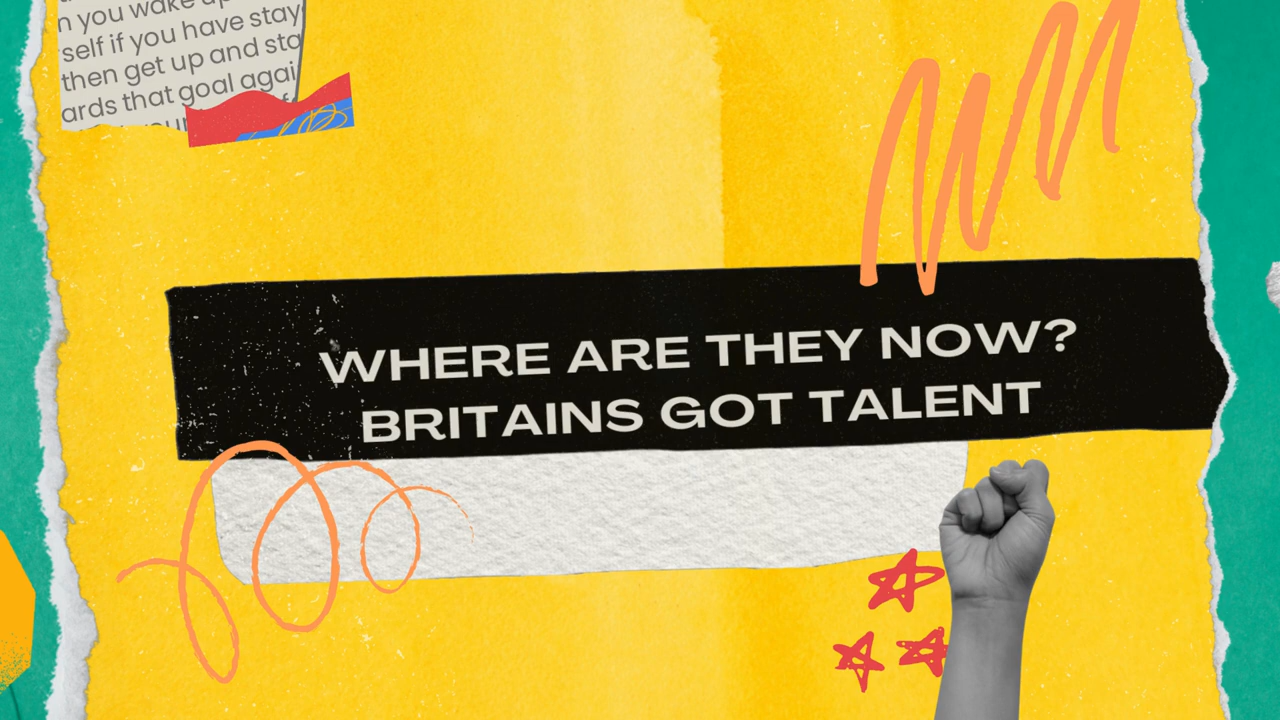 n you wake up
self if you have stay
then get up and sta
ards that goal agai
WHERE ARE THEY NOW?
BRITAINS GOT TALENT